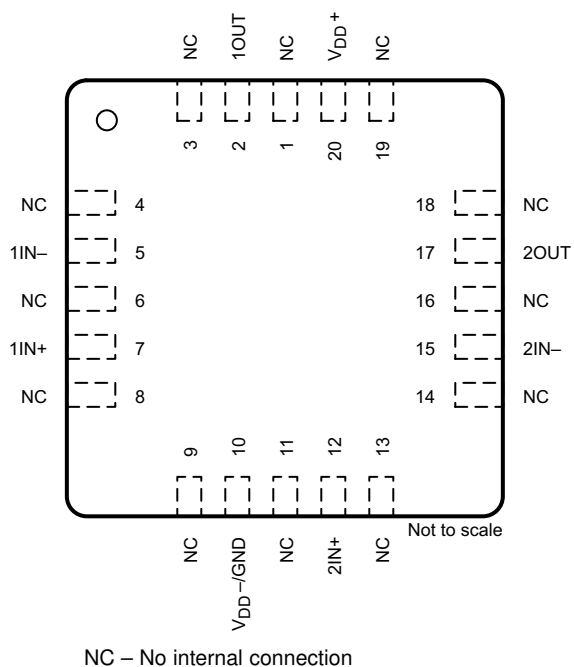 NC
1OUT
NC
VDD+
NC
3
2
1
20
19
NC 4
18 NC
1IN– 5
17 2OUT
NC 6
16 NC
1IN+ 7
15 2IN–
NC 8
14 NC
9
10
11
12
13
NC
VDD–/GND
NC
2IN+
NC
Not to scale
NC – No internal connection